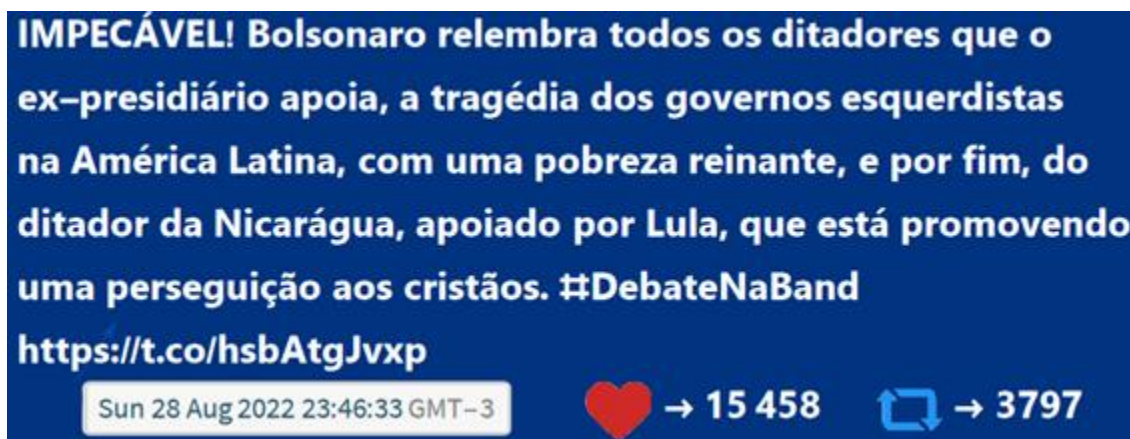 IMPECÁVEL! Bolsonaro relembra todos os ditadores que o
ex–presidiário apoia, a tragédia dos governos esquerdistas
na América Latina, com uma pobreza reinante, e por fim, do
ditador da Nicarágua, apoiado por Lula, que está promovendo
uma perseguição aos cristãos. #DebateNaBand
https://t.co/hsbAtgJvxp
Sun 28 Aug 2022 23:46:33 GMT–3 → 15 458 → 3797